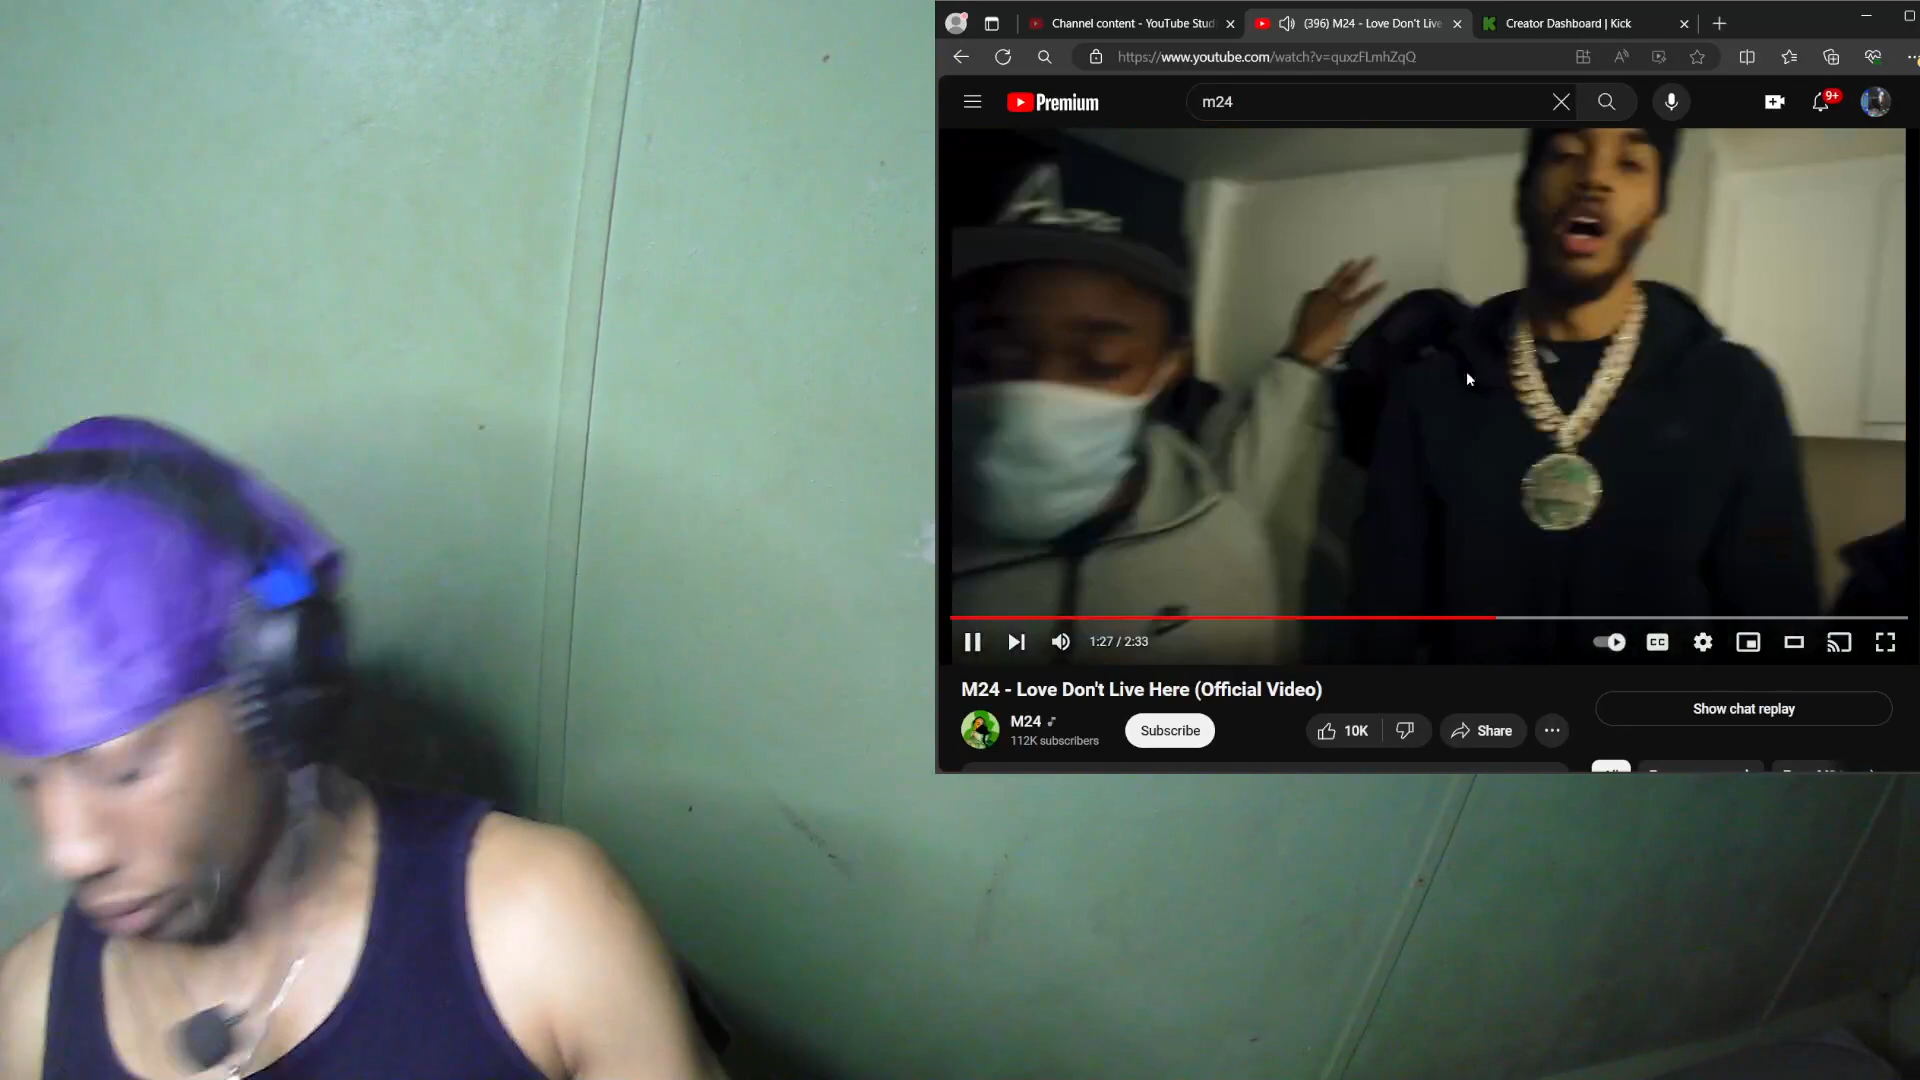 Channel content - YouTube Stud
(396) M24 - Love Don't Live
Creator Dashboard | Kick
https://www.youtube.com/watch?v=quxzFLmhZqQ
Premium
m24
9+
1:27 / 2:33
CC
M24 - Love Don't Live Here (Official Video)
M24
112K subscribers
Subscribe
10K
Share
Show chat replay